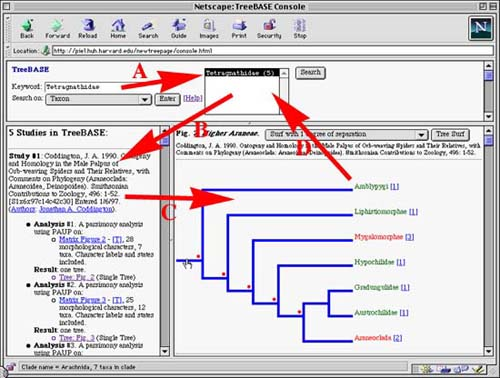 Netscape:TreeBASE Console
Back Forward Reload Home Search Guide Images Print Security Stop
Location: http://piel.huh.harvard.edu/newtreepage/console.html
TreeBASE
Keyword: Tetragnathidae
A
Tetragnathidae (5)
Search
Search on: Taxon Enter [Help]
B
5 Studies in TreeBASE:
Higher Araneae. Surf with 1 degree of separation Tree Surf
Coddington, J. A. 1990. Ontogeny and Homology in the Male Palpus of Orb-weaving Spiders and Their Relatives, with
Comments on Phylogeny (Araneoclada: Araneoidea, Deinopoidea). Smithsonian Contributions to Zoology, 496: 1-52.
Study #1: Coddington, J. A. 1990. Ontogeny
and Homology in the Male Palpus of
Orb-weaving Spiders and Their Relatives,
with Comments on Phylogeny (Araneoclada:
Araneoidea, Deinopoidea). Smithsonian
Contributions to Zoology, 496: 1-52.
[S1x6x97c14c42c30] Entered 1/6/97.
(Authors: Jonathan A. Coddington).
C
Analysis #1. A parsimony analysis
using PAUP on:
Matrix Figure 2 - [T], 28
morphological characters, 7
taxa. Character labels and states
included.
Result: one tree.
Tree: Fig. 2 (Single Tree)
Analysis #2. A parsimony analysis
using PAUP on:
Matrix Figure 3 - [T], 25
morphological characters, 12
taxa. Character labels and states
included.
Result: one tree.
Tree: Fig. 3 (Single Tree)
Analysis #3. A parsimony analysis
Amblypygi [1]
Liphistiomorphae [1]
Mygalomorphae [3]
Hypochilidae [1]
Gradungulidae [1]
Austrochilidae [1]
Araneoclada [2]
Clade name = Arachnida, 7 taxa in clade